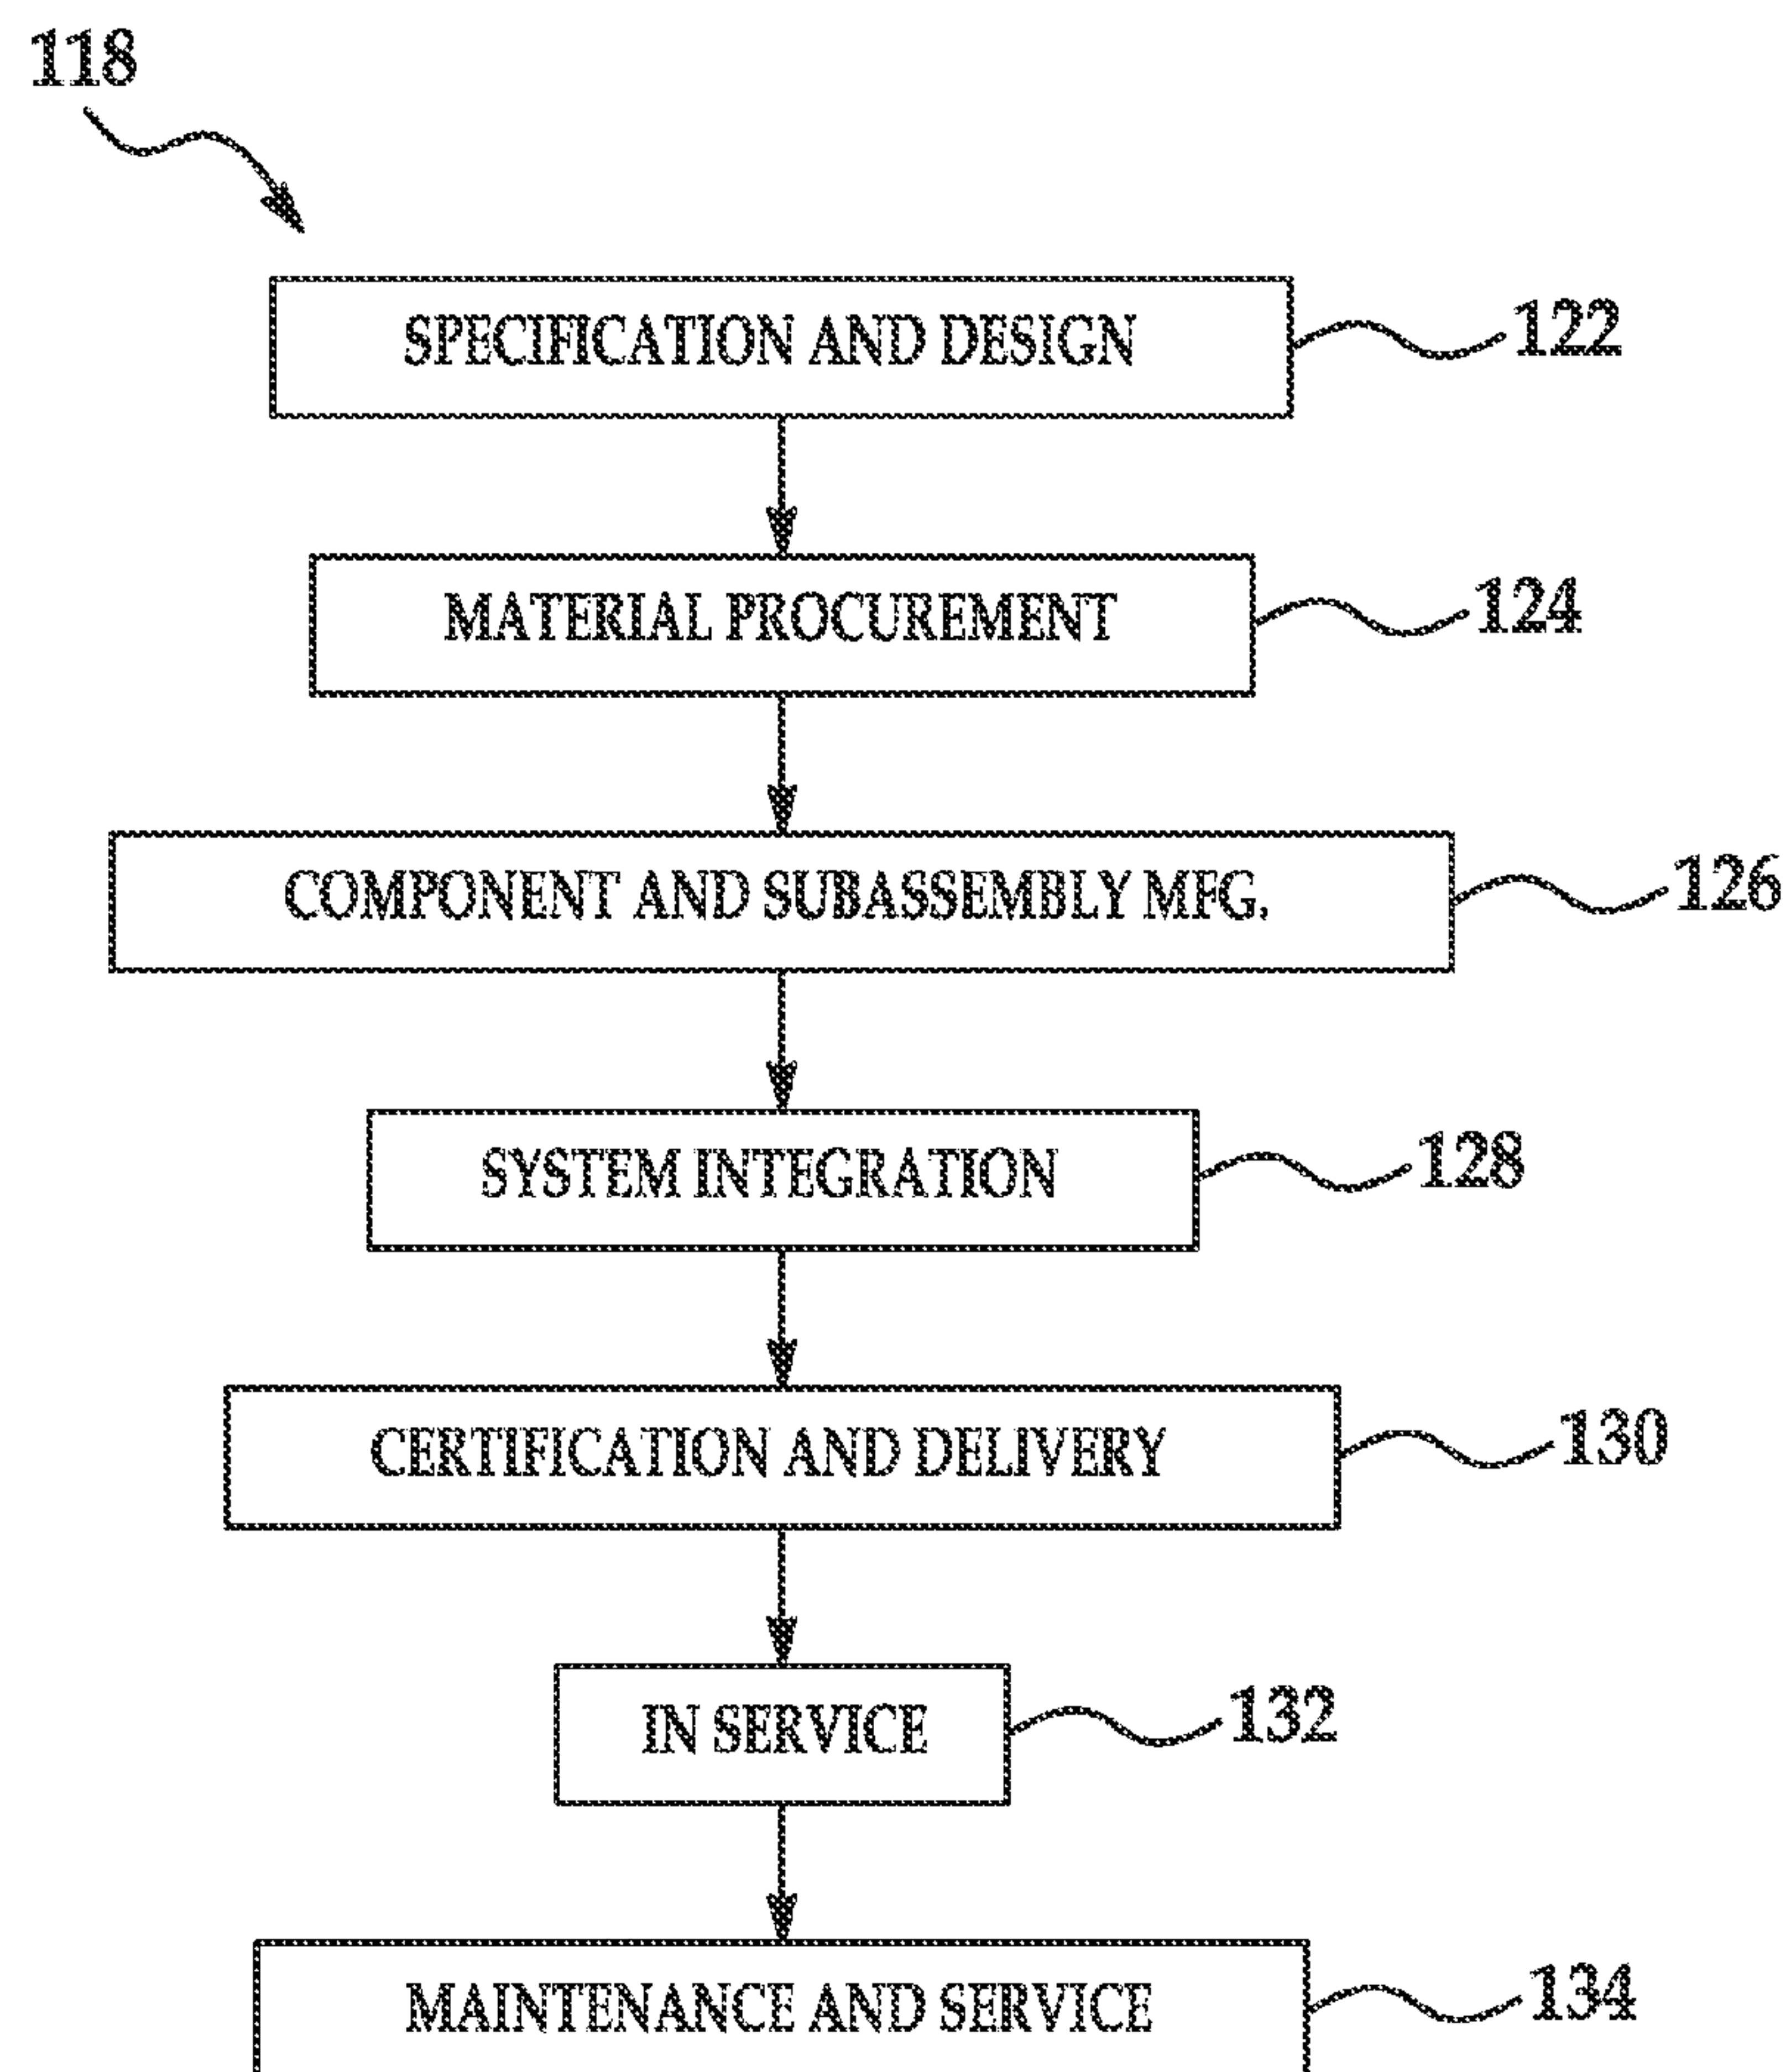 118
SPECIFICATION AND DESIGN
122
MATERIAL PROCUREMENT
124
COMPONENT AND SUBASSEMBLY MFG.
126
SYSTEM INTEGRATION
128
CERTIFICATION AND DELIVERY
130
IN SERVICE
132
MAINTENANCE AND SERVICE
134